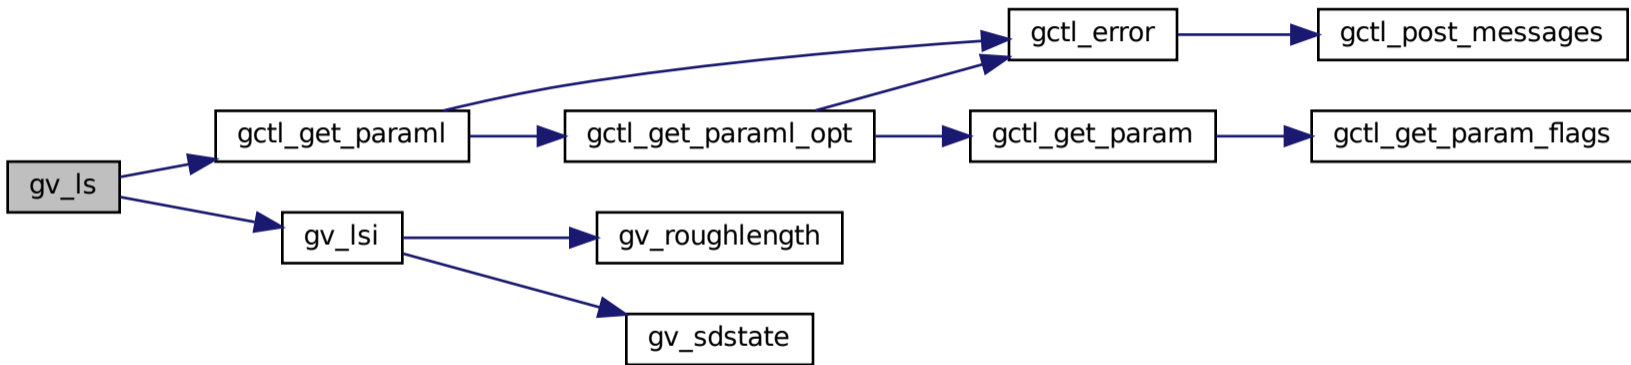 gctl_error
gctl_post_messages
gctl_get_paraml
gctl_get_paraml_opt
gctl_get_param
gctl_get_param_flags
gv_ls
gv_lsi
gv_roughlength
gv_sdstate